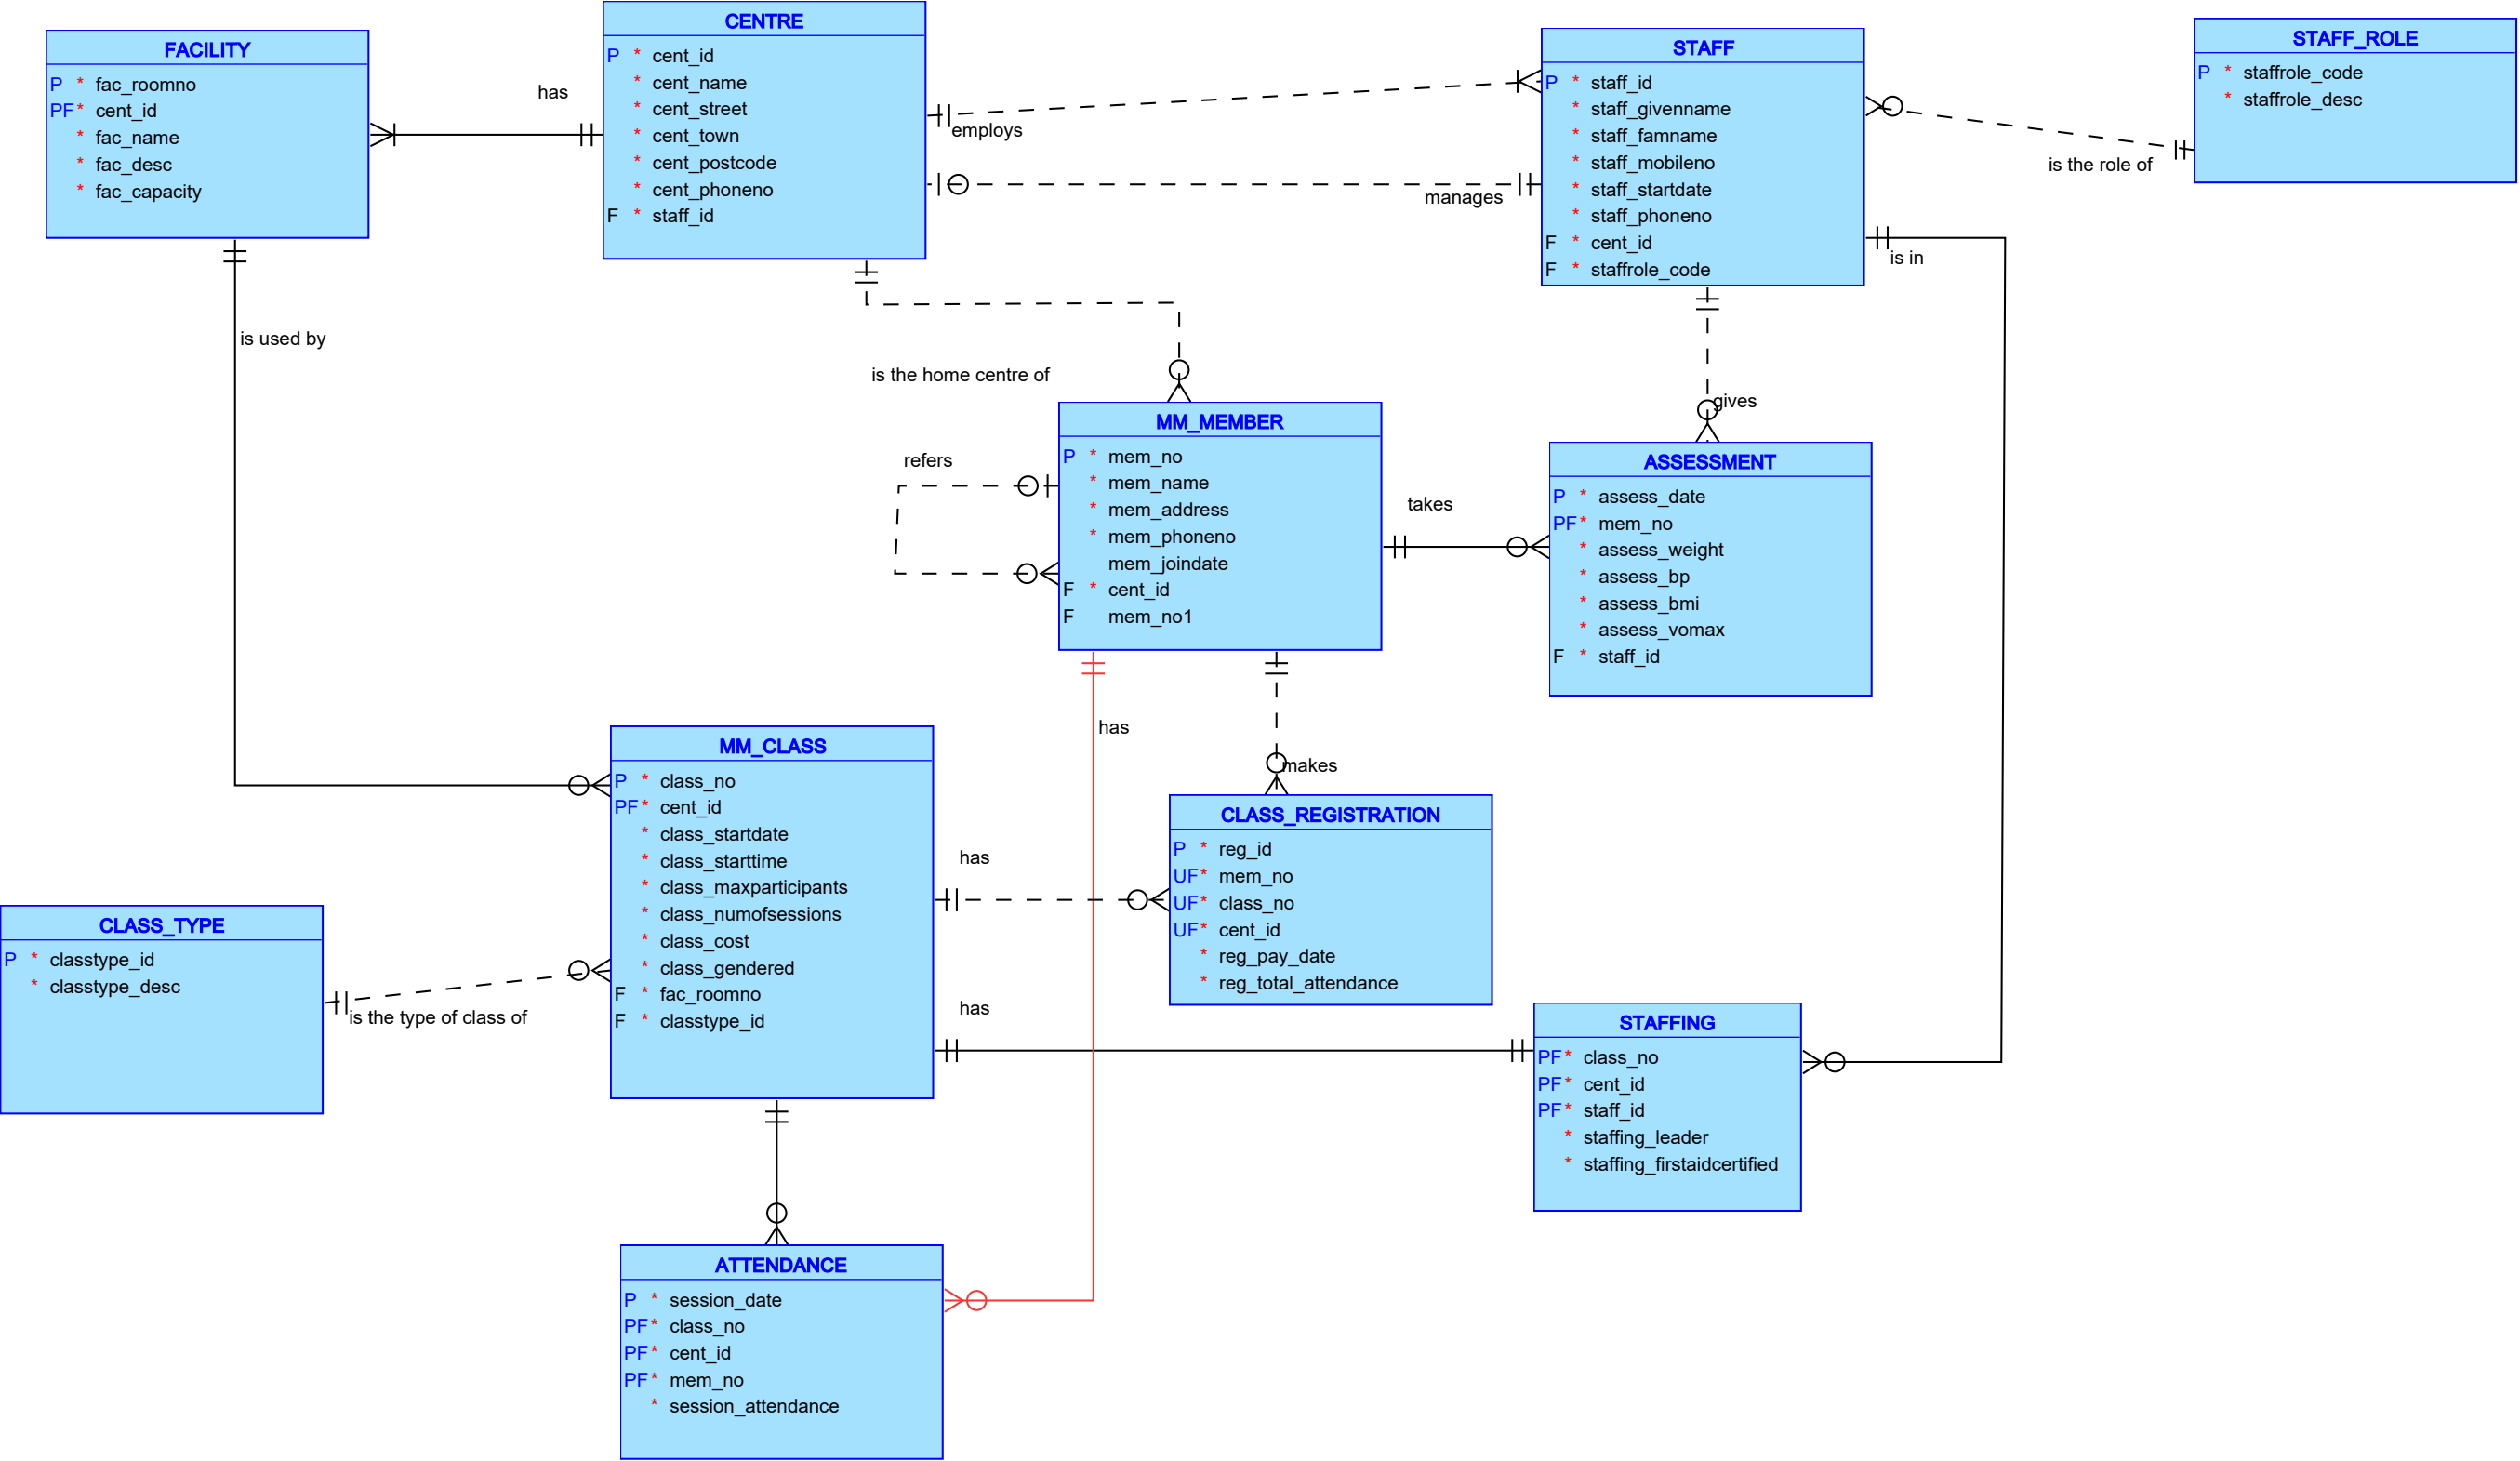 FACILITY
P * fac_roomno
PF* cent_id
* fac_name
* fac_desc
* fac_capacity
has
CENTRE
P * cent_id
* cent_name
* cent_street
* cent_town
* cent_postcode
* cent_phoneno
F * staff_id
employs
manages
STAFF
P * staff_id
* staff_givenname
* staff_famname
* staff_mobileno
* staff_startdate
* staff_phoneno
F * cent_id
F * staffrole_code
is the role of
STAFF_ROLE
P * staffrole_code
* staffrole_desc
is in
is used by
is the home centre of
gives
refers
MM_MEMBER
P * mem_no
* mem_name
* mem_address
* mem_phoneno
mem_joindate
F * cent_id
F mem_no1
takes
ASSESSMENT
P * assess_date
PF* mem_no
* assess_weight
* assess_bp
* assess_bmi
* assess_vomax
F * staff_id
has
makes
MM_CLASS
P * class_no
PF* cent_id
* class_startdate
* class_starttime
* class_maxparticipants
* class_numofsessions
* class_cost
* class_gendered
F * fac_roomno
F * classtype_id
has
CLASS_REGISTRATION
P * reg_id
UF* mem_no
UF* class_no
UF* cent_id
* reg_pay_date
* reg_total_attendance
CLASS_TYPE
P * classtype_id
* classtype_desc
is the type of class of
has
STAFFING
PF* class_no
PF* cent_id
PF* staff_id
* staffing_leader
* staffing_firstaidcertified
ATTENDANCE
P * session_date
PF* class_no
PF* cent_id
PF* mem_no
* session_attendance